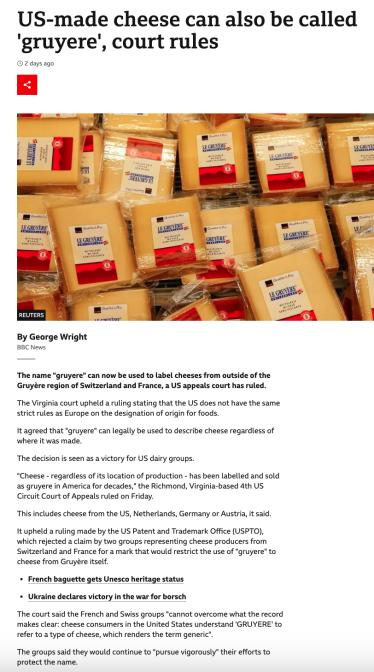 US-made cheese can also be called
'gruyere', court rules
2 days ago
LE GRUYÈRE
LE GRUYÈRE
LE GRUYÈRE
LE GRUYÈRE
LE GRUYÈRE
LE GRUYÈRE
REUTERS
By George Wright
BBC News
The name "gruyere" can now be used to label cheeses from outside of the
Gruyère region of Switzerland and France, a US appeals court has ruled.
The Virginia court upheld a ruling stating that the US does not have the same
strict rules as Europe on the designation of origin for foods.
It agreed that "gruyere" can legally be used to describe cheese regardless of
where it was made.
The decision is seen as a victory for US dairy groups.
"Cheese - regardless of its location of production - has been labelled and sold
as gruyere in America for decades," the Richmond, Virginia-based 4th US
Circuit Court of Appeals ruled on Friday.
This includes cheese from the US, Netherlands, Germany or Austria, it said.
It upheld a ruling made by the US Patent and Trademark Office (USPTO),
which rejected a claim by two groups representing cheese producers from
Switzerland and France for a mark that would restrict the use of "gruyere" to
cheese from Gruyère itself.
• French baguette gets Unesco heritage status
• Ukraine declares victory in the war for borsch
The court said the French and Swiss groups "cannot overcome what the record
makes clear: cheese consumers in the United States understand 'GRUYERE' to
refer to a type of cheese, which renders the term generic".
The groups said they would continue to "pursue vigorously" their efforts to
protect the name.